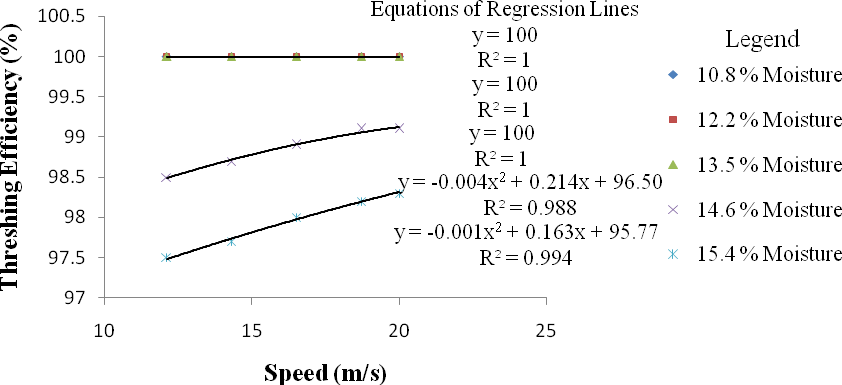 Equations of Regression Lines
y = 100
R² = 1
y = 100
R² = 1
y = 100
R² = 1
y = -0.004x² + 0.214x + 96.50
R² = 0.988
y = -0.001x² + 0.163x + 95.77
R² = 0.994
Legend
10.8 % Moisture
12.2 % Moisture
13.5 % Moisture
14.6 % Moisture
15.4 % Moisture
Threshing Efficiency (%)
100.5
100
99.5
99
98.5
98
97.5
97
10 15 20 25
Speed (m/s)